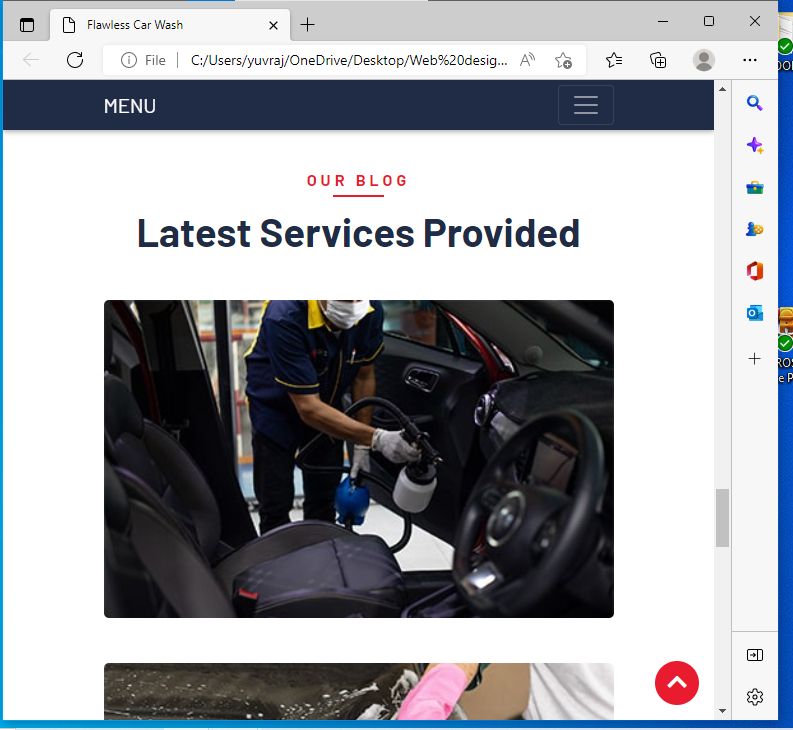 Flawless Car Wash
File
C:/Users/yuvraj/OneDrive/Desktop/Web%20desig...
MENU
OUR BLOG
Latest Services Provided